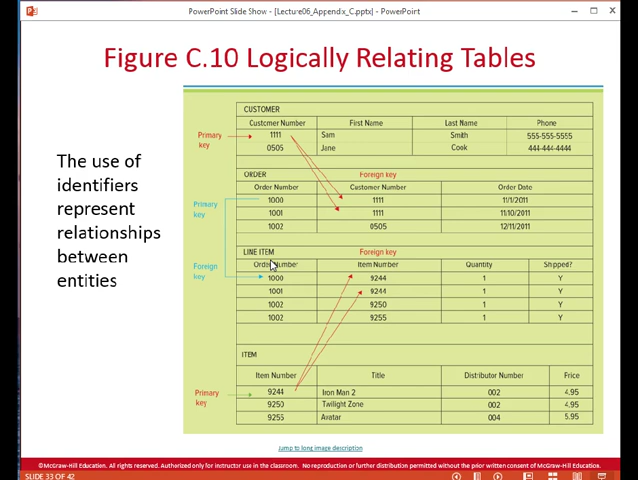 PowerPoint Slide Show - [Lecture06_Appendix_C.pptx] - PowerPoint
Figure C.10 Logically Relating Tables
The use of
identifiers
represent
relationships
between
entities
CUSTOMER
Customer Number First Name Last Name Phone
Primary
key
1111 Sam Smith 555-555-5555
0505 Jane Cook 444-444-4444
ORDER Foreign key
Order Number Customer Number Order Date
Primary
key
1000 1111 11/1/2011
1001 1111 11/10/2011
1002 0505 12/11/2011
LINE ITEM Foreign key
Order Number Item Number Quantity Shipped?
Foreign
key
1000 9244 1 Y
1001 9244 1 Y
1002 9250 1 Y
1002 9255 1 Y
ITEM
Item Number Title Distributor Number Price
Primary
key
9244 Iron Man 2 002 4.95
9250 Twilight Zone 002 4.95
9255 Avatar 004 5.95
Jump to long image description
©McGraw-Hill Education. All rights reserved. Authorized only for instructor use in the classroom. No reproduction or further distribution permitted without the prior written consent of McGraw-Hill Education.
SLIDE 33 OF 42